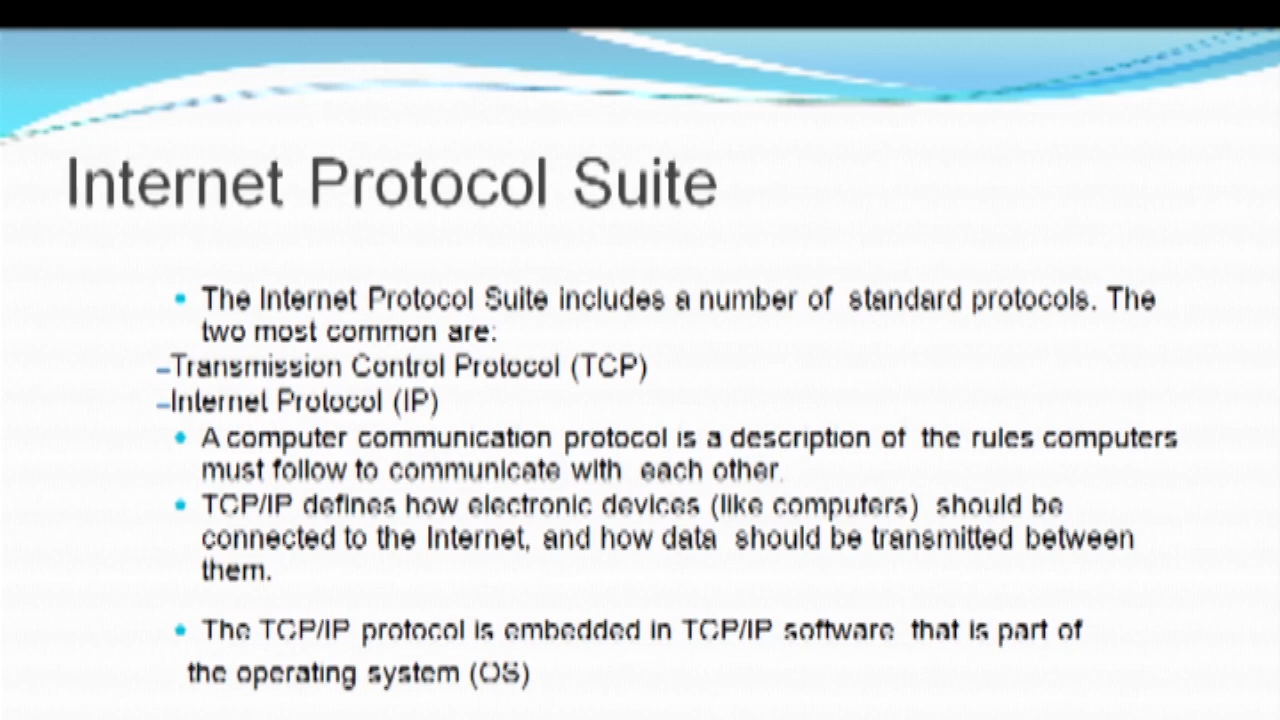 Internet Protocol Suite
• The Internet Protocol Suite includes a number of standard protocols. The
two most common are:
–Transmission Control Protocol (TCP)
–Internet Protocol (IP)
• A computer communication protocol is a description of the rules computers
must follow to communicate with each other.
• TCP/IP defines how electronic devices (like computers) should be
connected to the Internet, and how data should be transmitted between
them.
• The TCP/IP protocol is embedded in TCP/IP software that is part of
the operating system (OS)